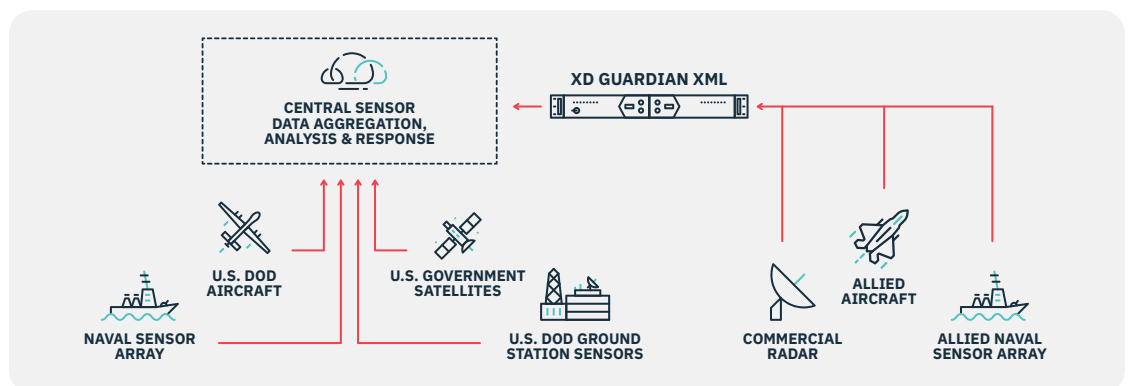 XD GUARDIAN XML
CENTRAL SENSOR
DATA AGGREGATION,
ANALYSIS & RESPONSE
U.S. DOD
AIRCRAFT
U.S. GOVERNMENT
SATELLITES
ALLIED
AIRCRAFT
NAVAL SENSOR
ARRAY
U.S. DOD GROUND
STATION SENSORS
COMMERCIAL
RADAR
ALLIED NAVAL
SENSOR ARRAY